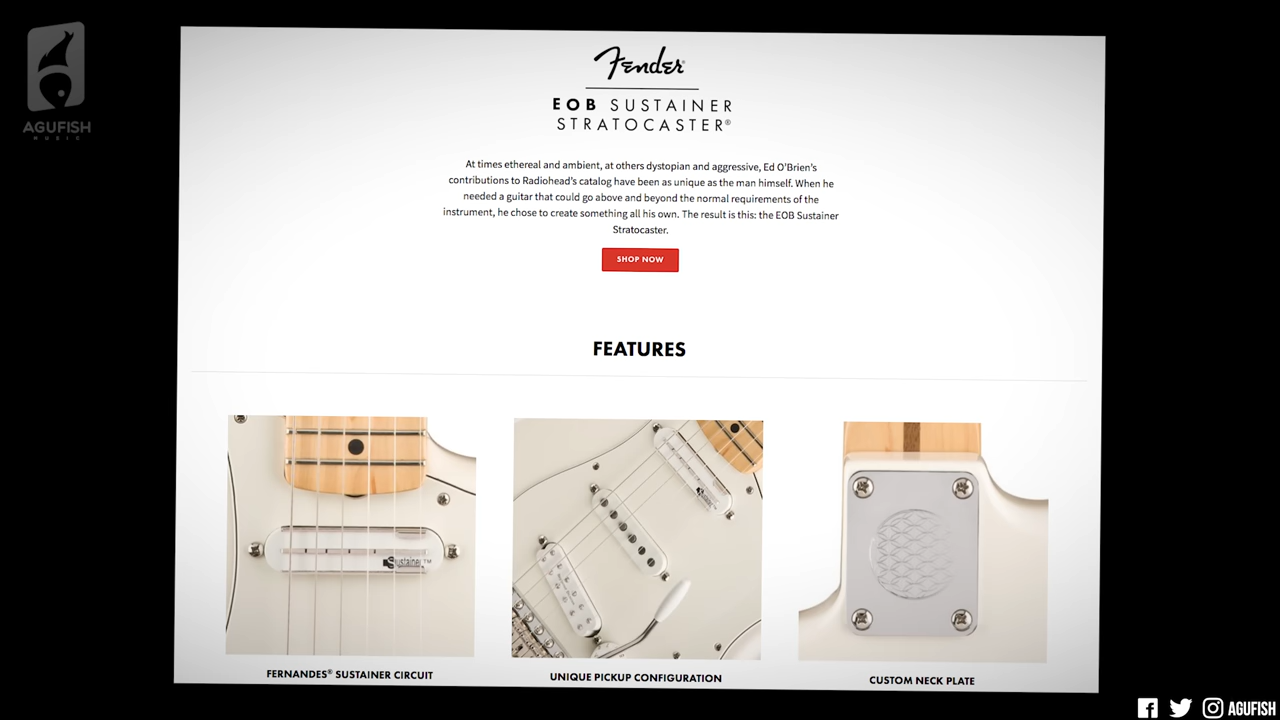 AGUFISH
MUSIC
Fender
EOB SUSTAINER
STRATOCASTER®
At times ethereal and ambient, at others dystopian and aggressive, Ed O'Brien's
contributions to Radiohead's catalog have been as unique as the man himself. When he
needed a guitar that could go above and beyond the normal requirements of the
instrument, he chose to create something all his own. The result is this: the EOB Sustainer
Stratocaster.
SHOP NOW
FEATURES
Sustainer™
FERNANDES® SUSTAINER CIRCUIT
UNIQUE PICKUP CONFIGURATION
CUSTOM NECK PLATE
AGUFISH